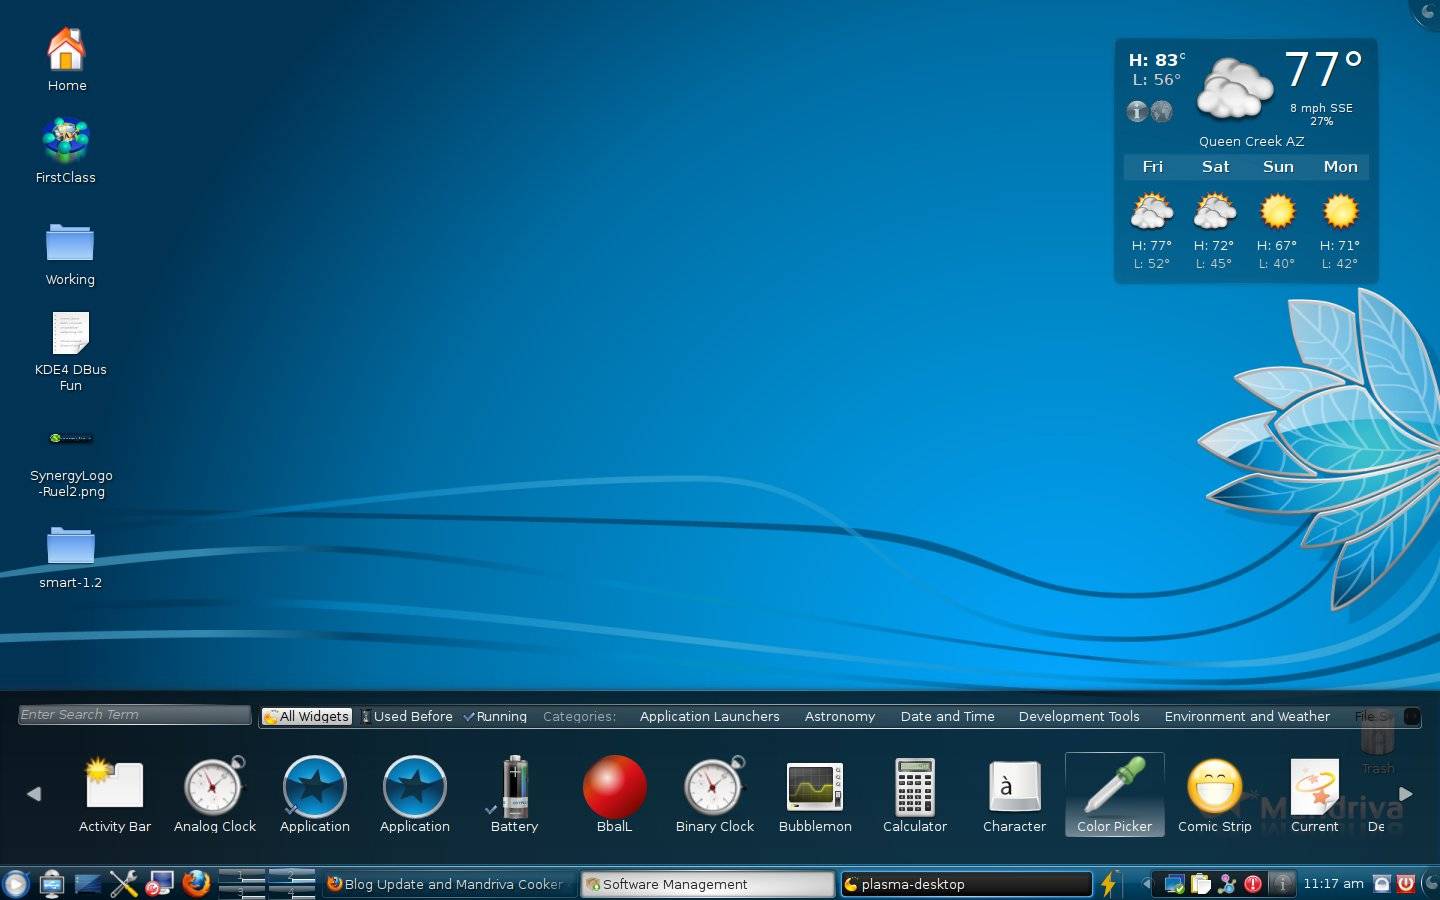 Home
FirstClass
Working
KDE4 DBus
Fun
SynergyLogo
-Ruel2.png
smart-1.2
H: 83°
L: 56°
77°
8 mph SSE
27%
Queen Creek AZ
Fri Sat Sun Mon
H: 77° H: 72° H: 67° H: 71°
L: 52° L: 45° L: 40° L: 42°
Enter Search Term All Widgets Used Before Running Categories: Application Launchers Astronomy Date and Time Development Tools Environment and Weather
Trash
à
Mandriva
Activity Bar Analog Clock Application Application Battery BbalL Binary Clock Bubblemon Calculator Character Color Picker Comic Strip Current De
1 2
3 4
Blog Update and Mandriva Cooker Software Management plasma-desktop 11:17 am